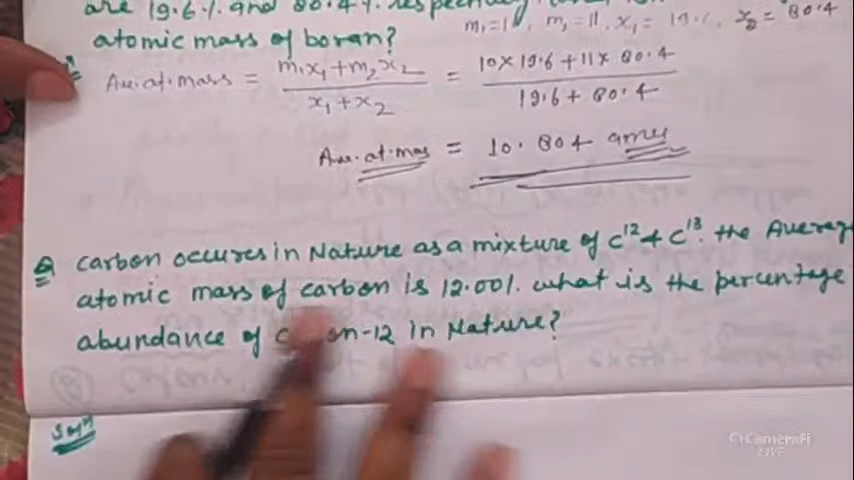 are 19.6% and 80.4% respectively
m₁=10, m₂=11, x₁= 19.6, x₂= 80.4
atomic mass of boran?
Av.at.mass = m₁x₁+m₂x₂ / x₁+x₂ = 10×19.6+11×80.4 / 19.6+80.4
Av.at.mas = 10.804 amu
Q Carbon occures in Nature as a mixture of C¹² & C¹³. the Average
atomic mass of carbon is 12.00%. what is the percentage
abundance of -12 in Nature?
Solⁿ
CameraFi
LIVE